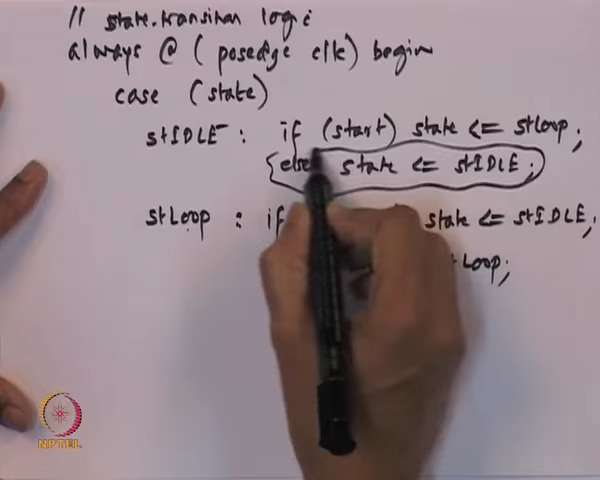 // state.transition logic
always @ ( posedge clk) begin
case (state)
stIDLE : if (start) state <= stLoop;
{else state <= stIDLE;
stLoop : if state <= stIDLE;
Loop;
NPTEL